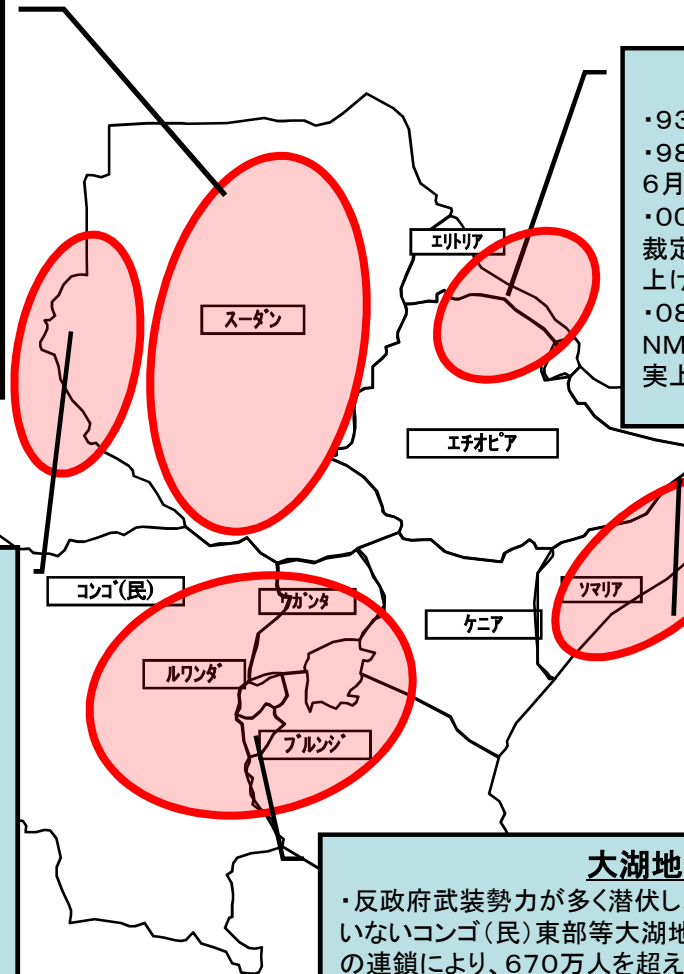 ・93
・98
6月
・00
裁定
上げ
・08
NM
実上
エリトリア
スーダン
エチオピア
コンゴ(民)
ウガンダ
ソマリア
ケニア
ルワンダ
ブルンジ
大湖地
・反政府武装勢力が多く潜伏し
いないコンゴ(民)東部等大湖地
の連鎖により、670万人を超え